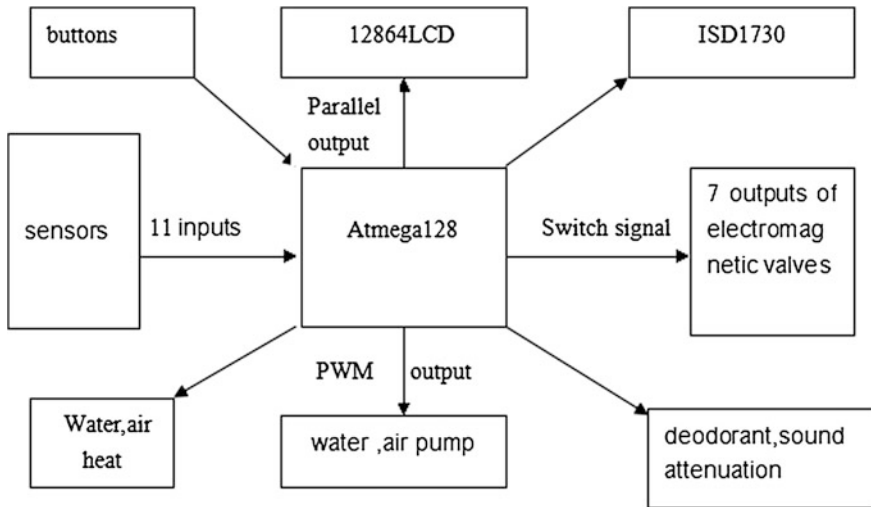 buttons
12864LCD
ISD1730
Parallel
output
sensors
11 inputs
Atmega128
Switch signal
7 outputs of
electromag
netic valves
PWM output
Water,air
heat
water ,air pump
deodorant,sound
attenuation